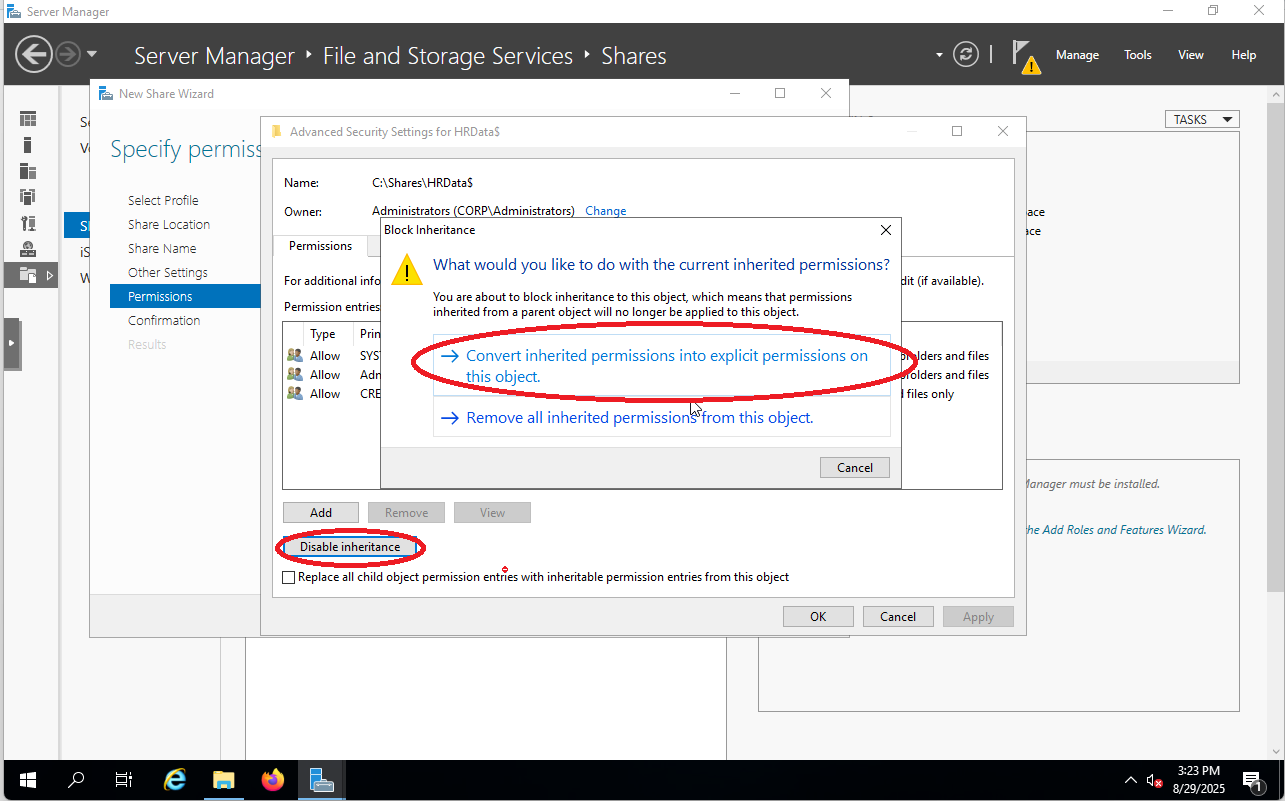 Server Manager
Server Manager ‣ File and Storage Services ‣ Shares
Manage Tools View Help
New Share Wizard
TASKS
Specify permiss
Advanced Security Settings for HRData$
Name: C:\Shares\HRData$
Owner: Administrators (CORP\Administrators) Change
Select Profile
Share Location
Share Name
Other Settings
Permissions
Confirmation
Results
Permissions
For additional info
dit (if available).
Permission entries
Type Prin
Allow SYS
olders and files
Allow Adm
folders and files
Allow CRE
files only
Block Inheritance
What would you like to do with the current inherited permissions?
You are about to block inheritance to this object, which means that permissions
inherited from a parent object will no longer be applied to this object.
Convert inherited permissions into explicit permissions on
this object.
Remove all inherited permissions from this object.
Cancel
Add Remove View
Disable inheritance
Replace all child object permission entries with inheritable permission entries from this object
OK Cancel Apply
ace
ace
Manager must be installed.
the Add Roles and Features Wizard.
3:23 PM
8/29/2025
1